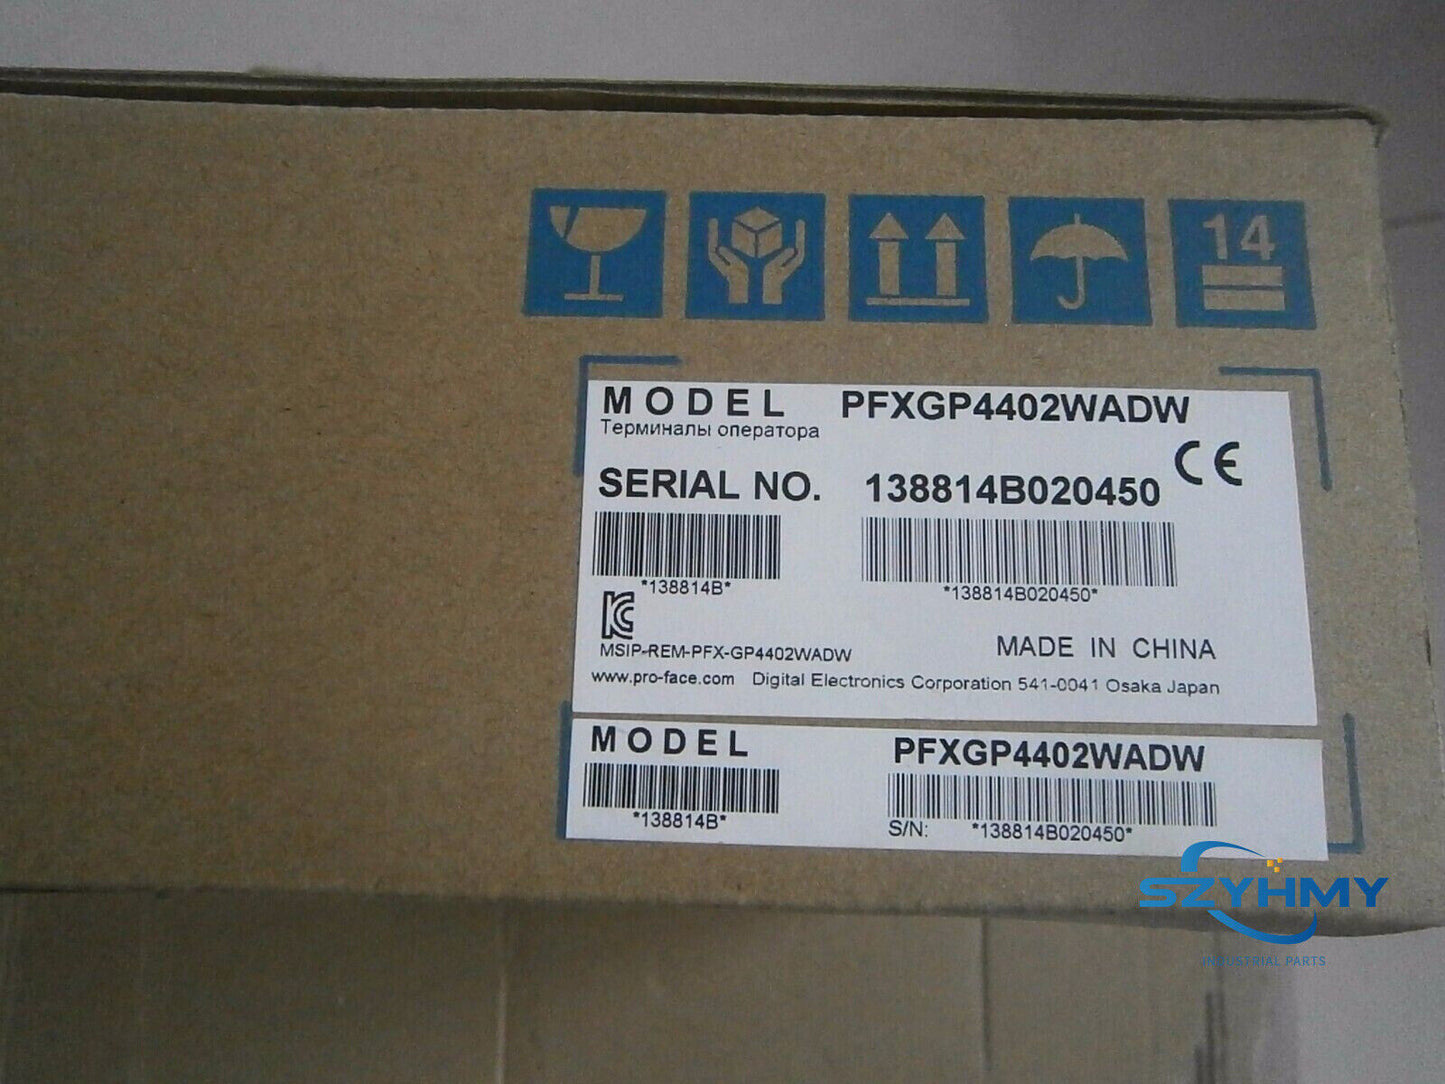 14
MODEL PFXGP4402WADW
Терминалы оператора
CE
SERIAL NO. 138814B020450
*138814B* *138814B020450*
MSIP-REM-PFX-GP4402WADW MADE IN CHINA
www.pro-face.com Digital Electronics Corporation 541-0041 Osaka Japan
MODEL PFXGP4402WADW
*138814B* S/N: *138814B020450*
SZYHMY
INDUSTRIAL PARTS